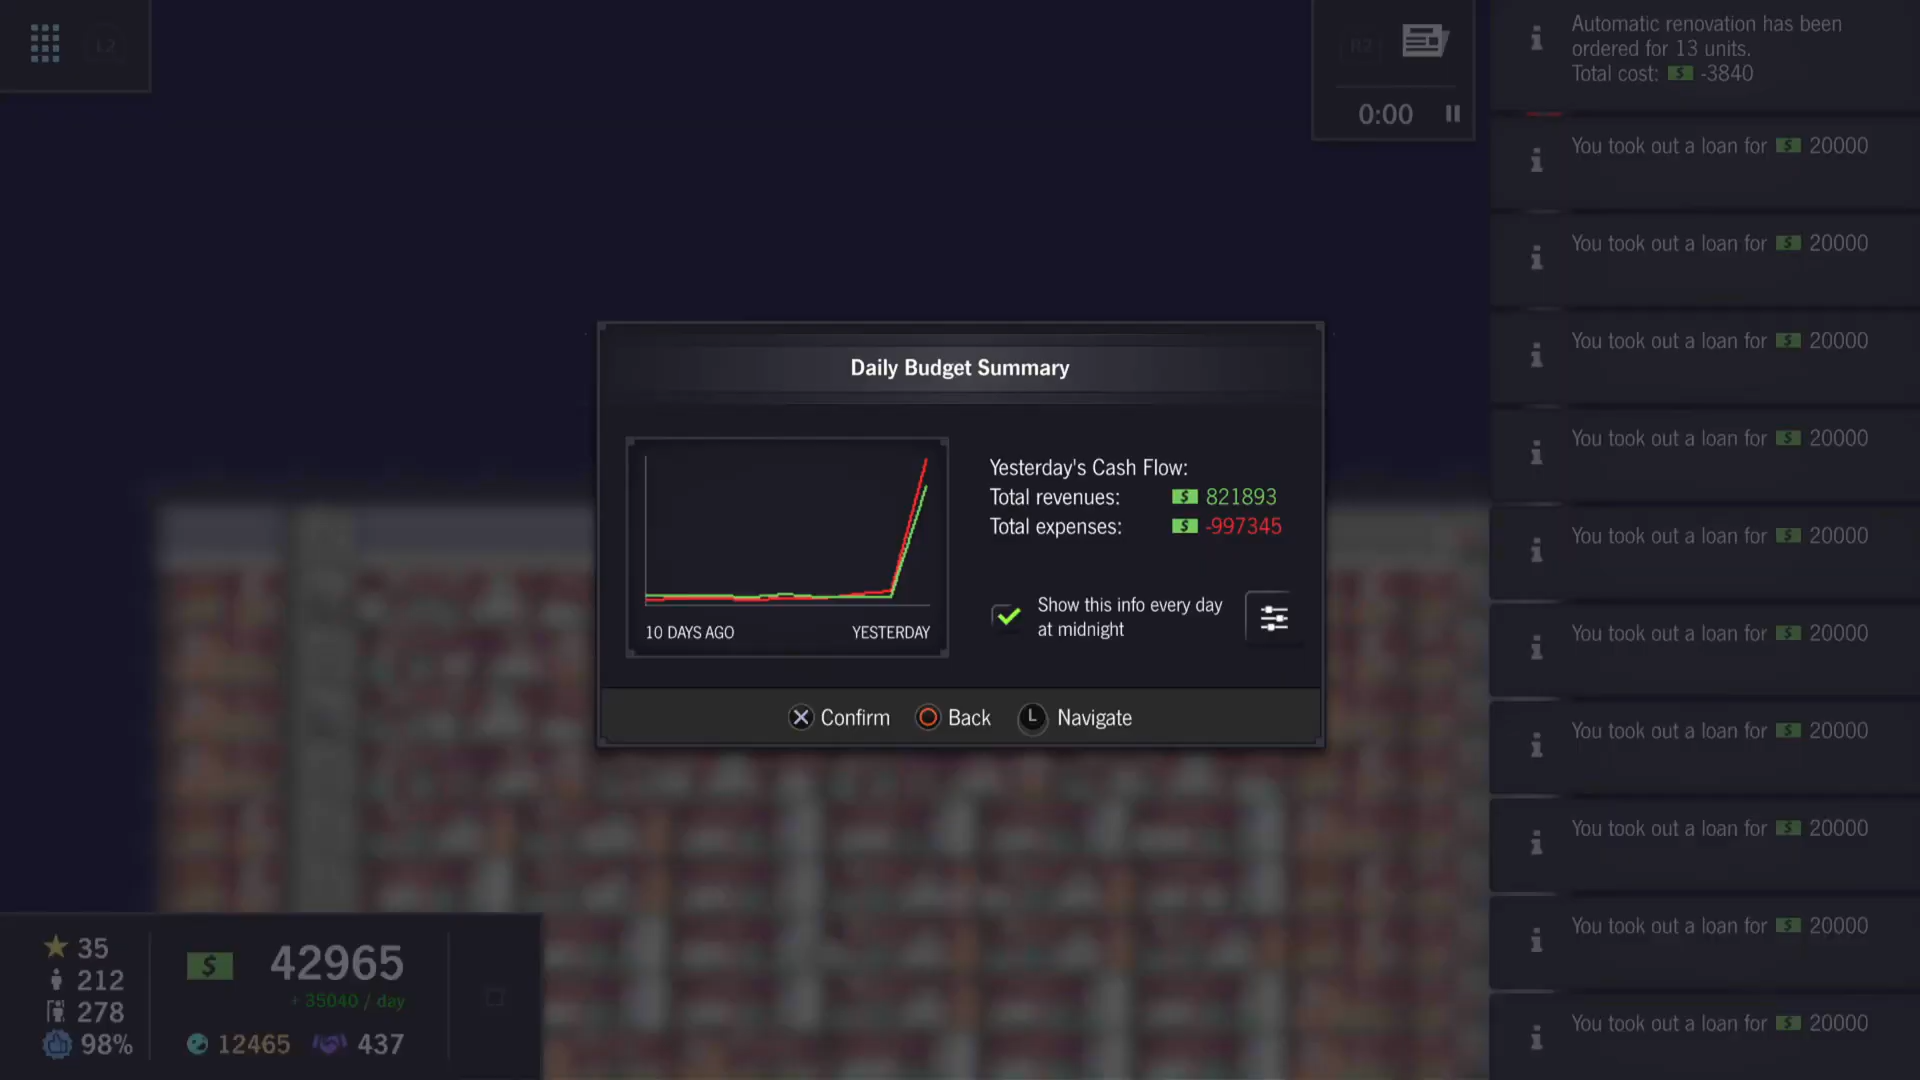 L2
R2
0:00
Automatic renovation has been
ordered for 13 units.
Total cost: $ -3840
You took out a loan for $ 20000
You took out a loan for $ 20000
You took out a loan for $ 20000
You took out a loan for $ 20000
You took out a loan for $ 20000
You took out a loan for $ 20000
You took out a loan for $ 20000
You took out a loan for $ 20000
You took out a loan for $ 20000
You took out a loan for $ 20000
Daily Budget Summary
Yesterday's Cash Flow:
Total revenues: $ 821893
Total expenses: $ -997345
10 DAYS AGO YESTERDAY
Show this info every day
at midnight
Confirm Back L Navigate
35
212
278
98%
$ 42965
+ 35040 / day
12465 437